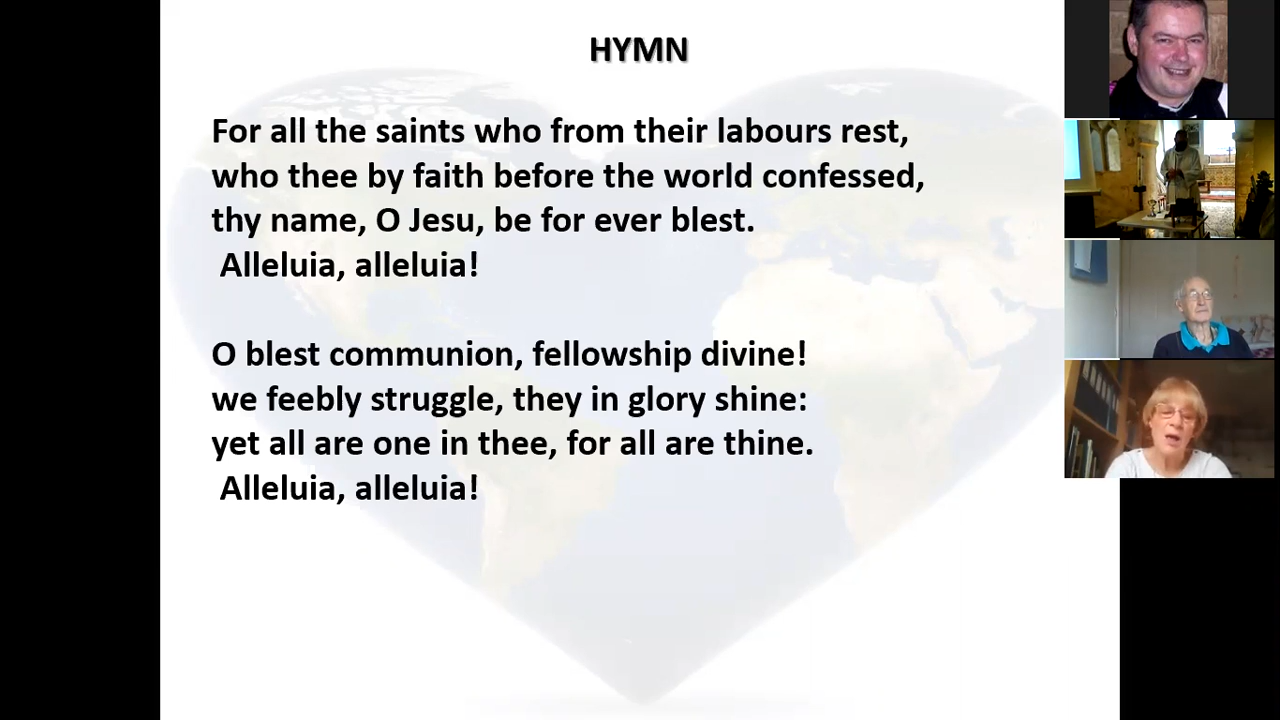 HYMN
For all the saints who from their labours rest,
who thee by faith before the world confessed,
thy name, O Jesu, be for ever blest.
Alleluia, alleluia!
O blest communion, fellowship divine!
we feebly struggle, they in glory shine:
yet all are one in thee, for all are thine.
Alleluia, alleluia!